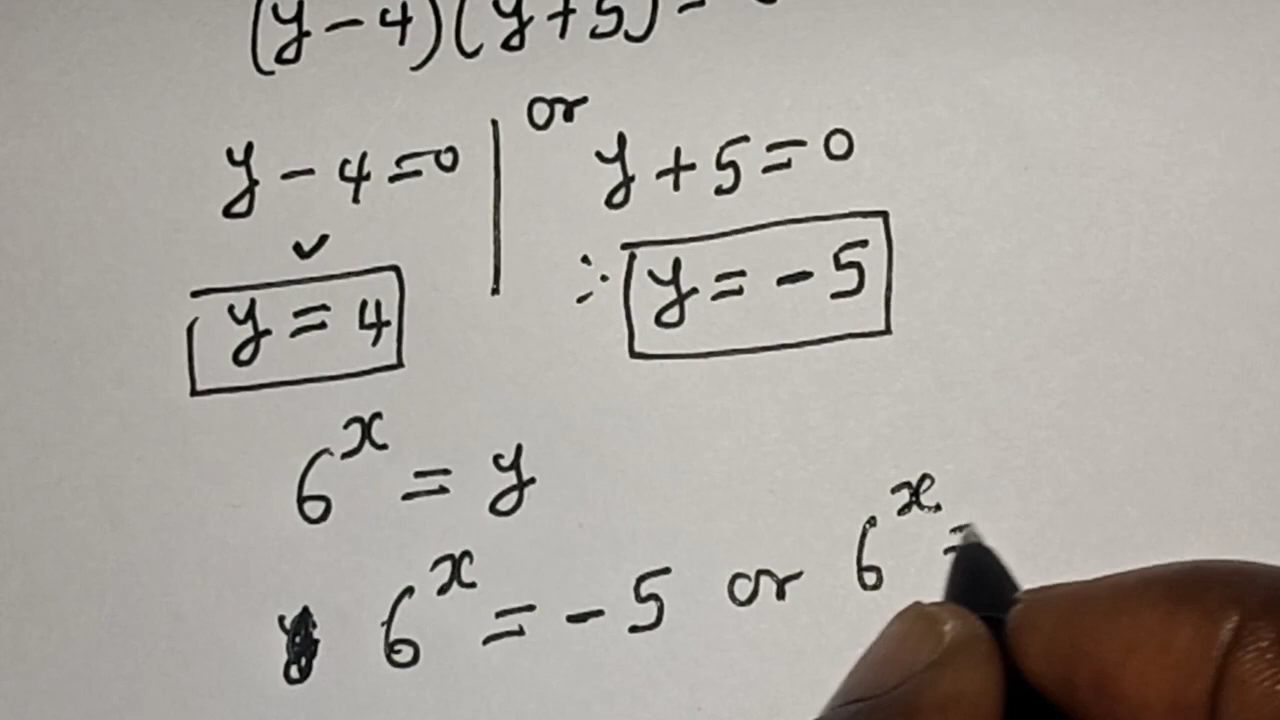 (y-4)(y+5)=
or
y-4=0 | y+5=0
✓
y=4 ∴ y=-5
6^x=y
6^x=-5 or 6^x=